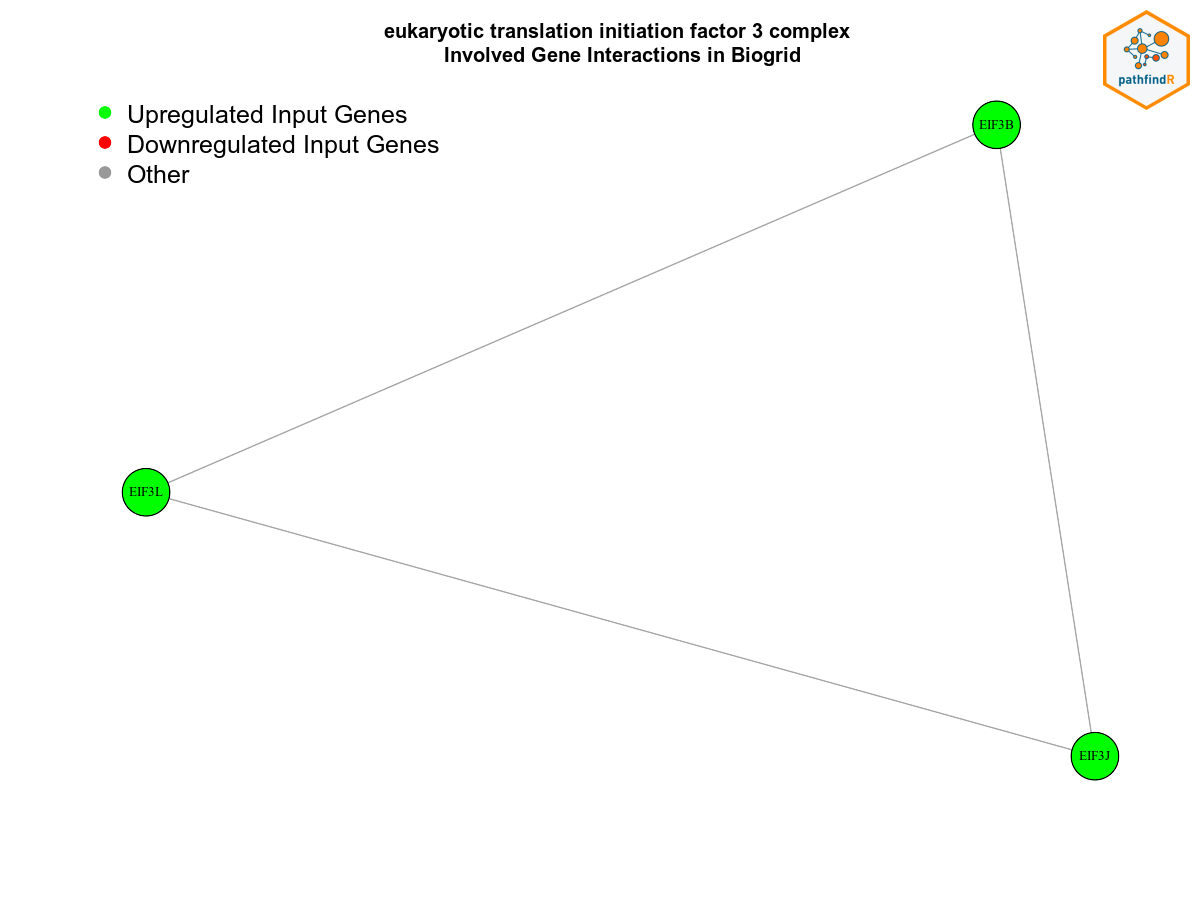 eukaryotic translation initiation factor 3 complex
Involved Gene Interactions in Biogrid
pathfindR
Upregulated Input Genes
Downregulated Input Genes
Other
EIF3B
EIF3L
EIF3J